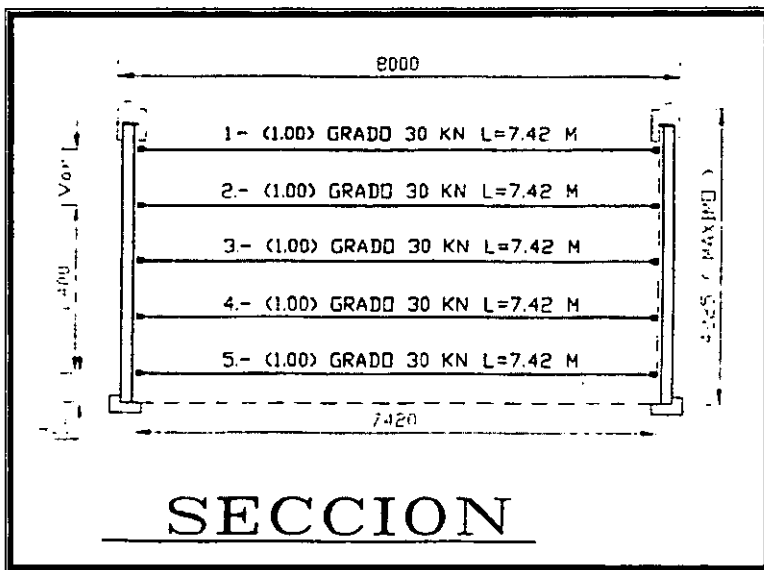 8000
1- (1.00) GRADO 30 KN L=7.42 M
2.- (1.00) GRADO 30 KN L=7.42 M
3.- (1.00) GRADO 30 KN L=7.42 M
4.- (1.00) GRADO 30 KN L=7.42 M
5.- (1.00) GRADO 30 KN L=7.42 M
Var
( MAXIMO )
7420
SECCION